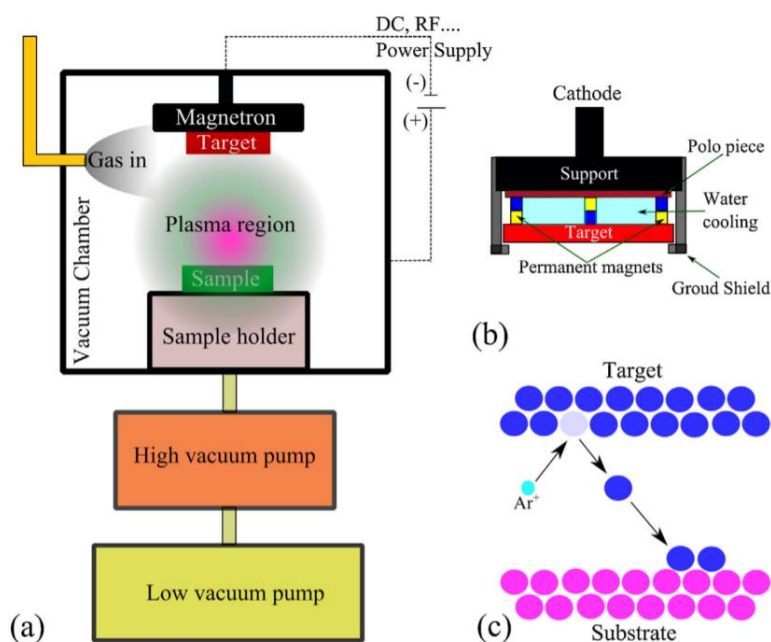 DC, RF....
Power Supply
(-)
(+)
Magnetron
Target
Gas in
Plasma region
Vacuum Chamber
Sample
Sample holder
High vacuum pump
Low vacuum pump
(a)
Cathode
Polo piece
Support
Water
cooling
Target
Permanent magnets
Groud Shield
(b)
Target
Ar+
Substrate
(c)